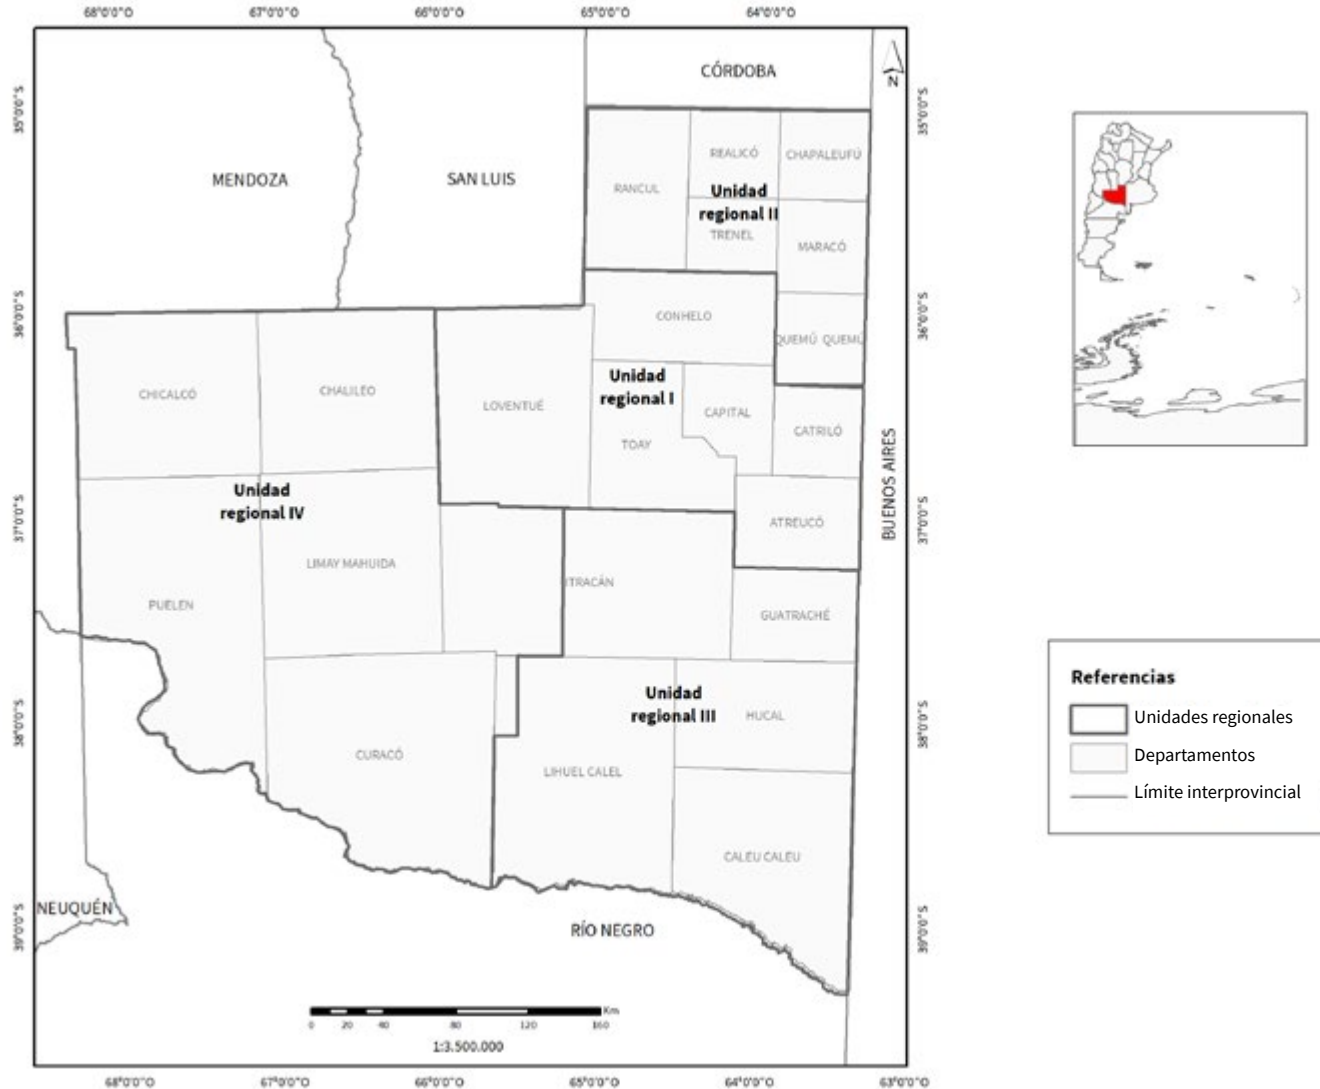 68°0'0"O
67°0'0"O
66°0'0"O
65°0'0"O
64°0'0"O
CÓRDOBA
N
35°0'0"S
35°0'0"S
MENDOZA
SAN LUIS
REALICÓ
CHAPALEUFÚ
RANCUL
Unidad
regional II
TRENEL
MARACÓ
36°0'0"S
36°0'0"S
CONHELO
QUEMÚ QUEMÚ
CHICALCÓ
CHALILEO
LOVENTUÉ
Unidad
regional I
CAPITAL
TOAY
CATRILÓ
BUENOS AIRES
Unidad
regional IV
37°0'0"S
37°0'0"S
ATREUCÓ
LIMAY MAHUIDA
PUELEN
ITRACÁN
GUATRACHÉ
Unidad
regional III
HUCAL
38°0'0"S
38°0'0"S
CURACÓ
LIHUEL CALEL
CALEU CALEU
NEUQUÉN
39°0'0"S
39°0'0"S
RÍO NEGRO
Km
0 20 40 80 120 160
1:3.500.000
68°0'0"O
67°0'0"O
66°0'0"O
65°0'0"O
64°0'0"O
63°0'0"O
Referencias
Unidades regionales
Departamentos
Límite interprovincial